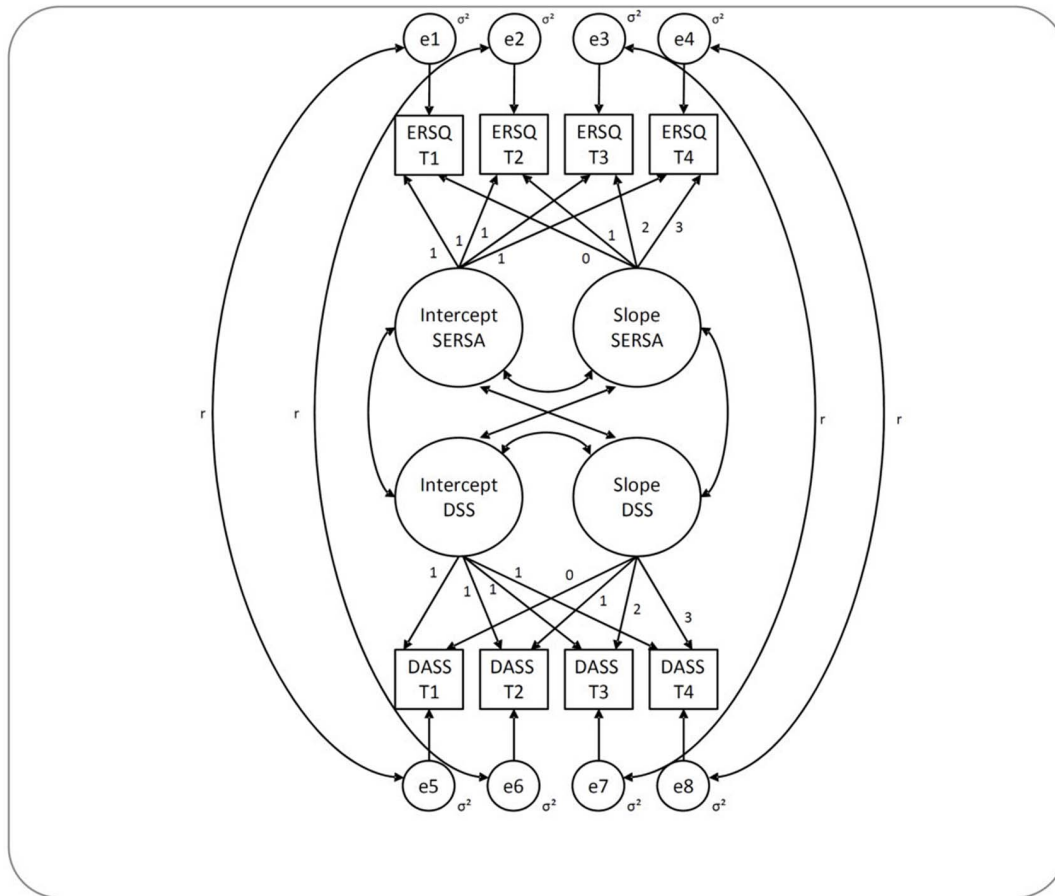 e1 σ² e2 σ² e3 σ² e4 σ²
ERSQ T1
ERSQ T2
ERSQ T3
ERSQ T4
1 1 1 1 0 1 2 3
Intercept
SERSA
Slope
SERSA
r r r r
Intercept
DSS
Slope
DSS
1 1 1 1 0 1 2 3
DASS
T1
DASS
T2
DASS
T3
DASS
T4
e5 σ² e6 σ² e7 σ² e8 σ²